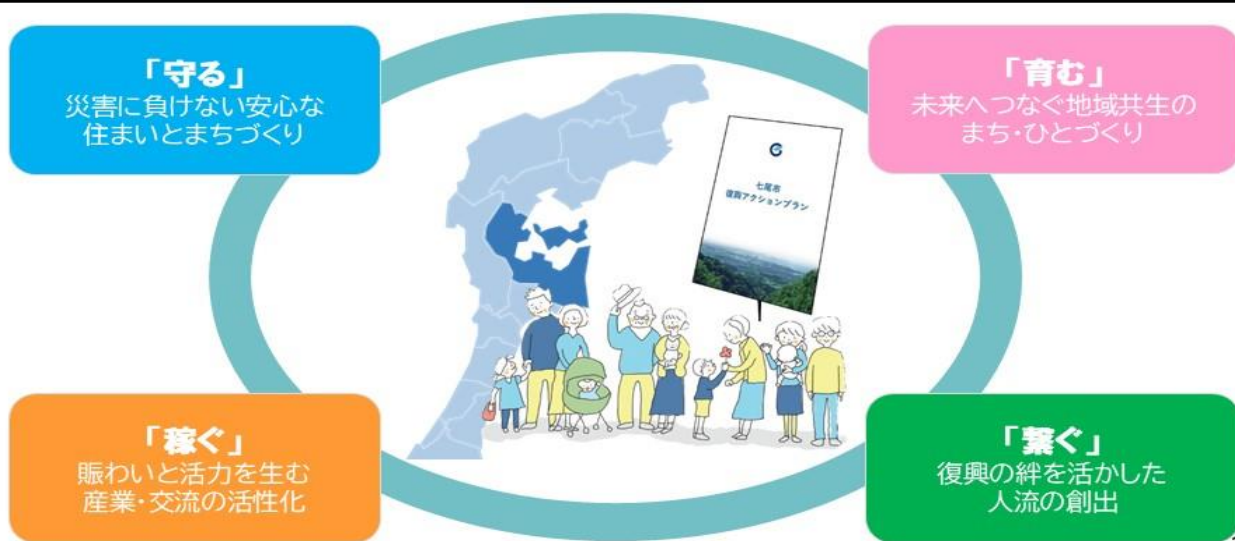 「守る」
災害に負けない安心な
住まいとまちづくり
「育む」
未来へつなぐ地域共生の
まち・ひとづくり
七尾市
復興アクションプラン
「稼ぐ」
賑わいと活力を生む
産業・交流の活性化
「繋ぐ」
復興の絆を活かした
人流の創出